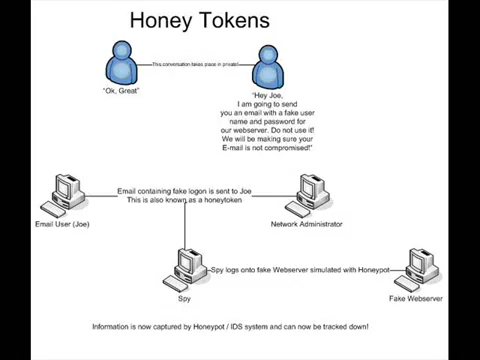 Honey Tokens
This conversation takes place in private!
"Ok, Great"
"Hey Joe,
I am going to send
you an email with a fake user
name and password for
our webserver. Do not use it!
We will be making sure your
E-mail is not compromised!"
Email containing fake logon is sent to Joe
This is also known as a honeytoken
Email User (Joe)
Network Administrator
Spy logs onto fake Webserver simulated with Honeypot
Spy
Fake Webserver
Information is now captured by Honeypot / IDS system and can now be tracked down!